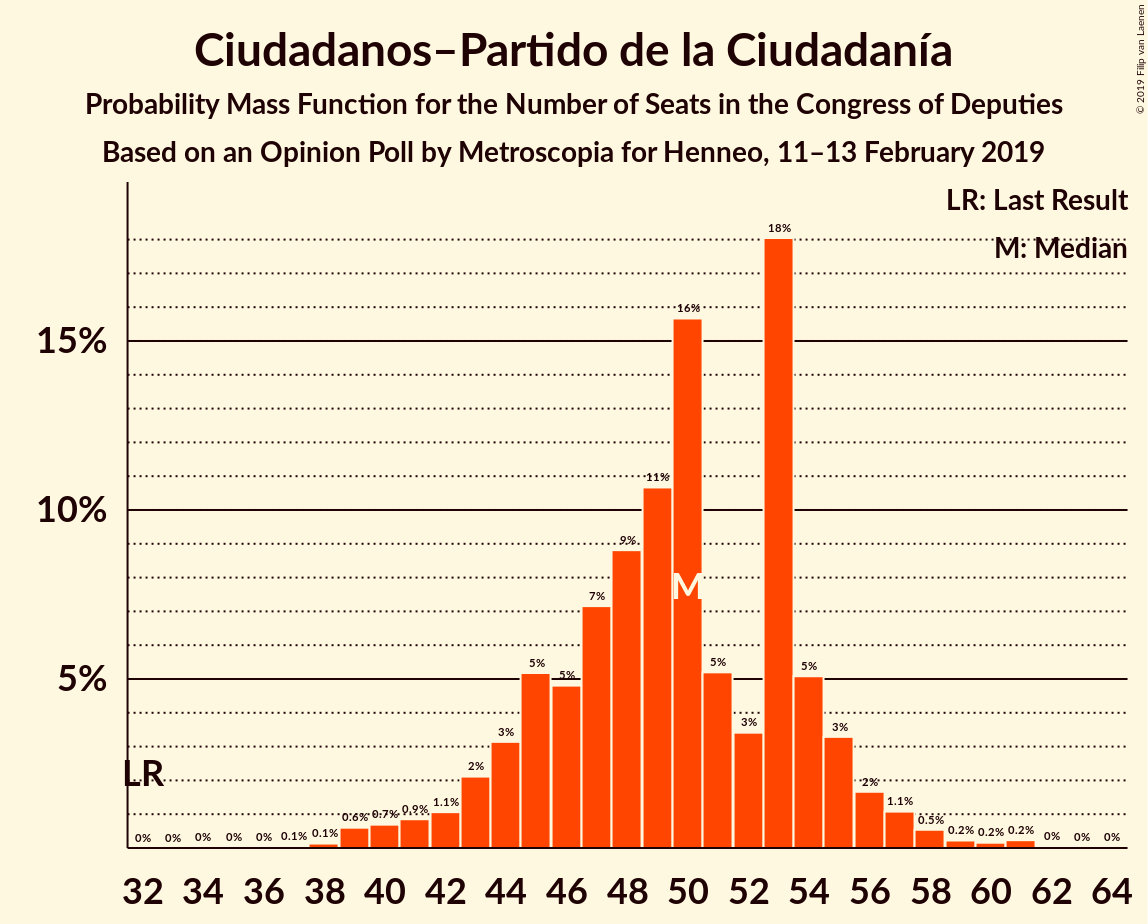 Ciudadanos–Partido de la Ciudadanía
Probability Mass Function for the Number of Seats in the Congress of Deputies
Based on an Opinion Poll by Metroscopia for Henneo, 11–13 February 2019
© 2019 Filip van Laenen
LR: Last Result
M: Median
15%
10%
5%
LR
M
0% 0% 0% 0% 0% 0.1% 0.1% 0.6% 0.7% 0.9% 1.1% 2% 3% 5% 5% 7% 9% 11% 16% 5% 3% 18% 5% 3% 2% 1.1% 0.5% 0.2% 0.2% 0.2% 0% 0% 0%
32 34 36 38 40 42 44 46 48 50 52 54 56 58 60 62 64